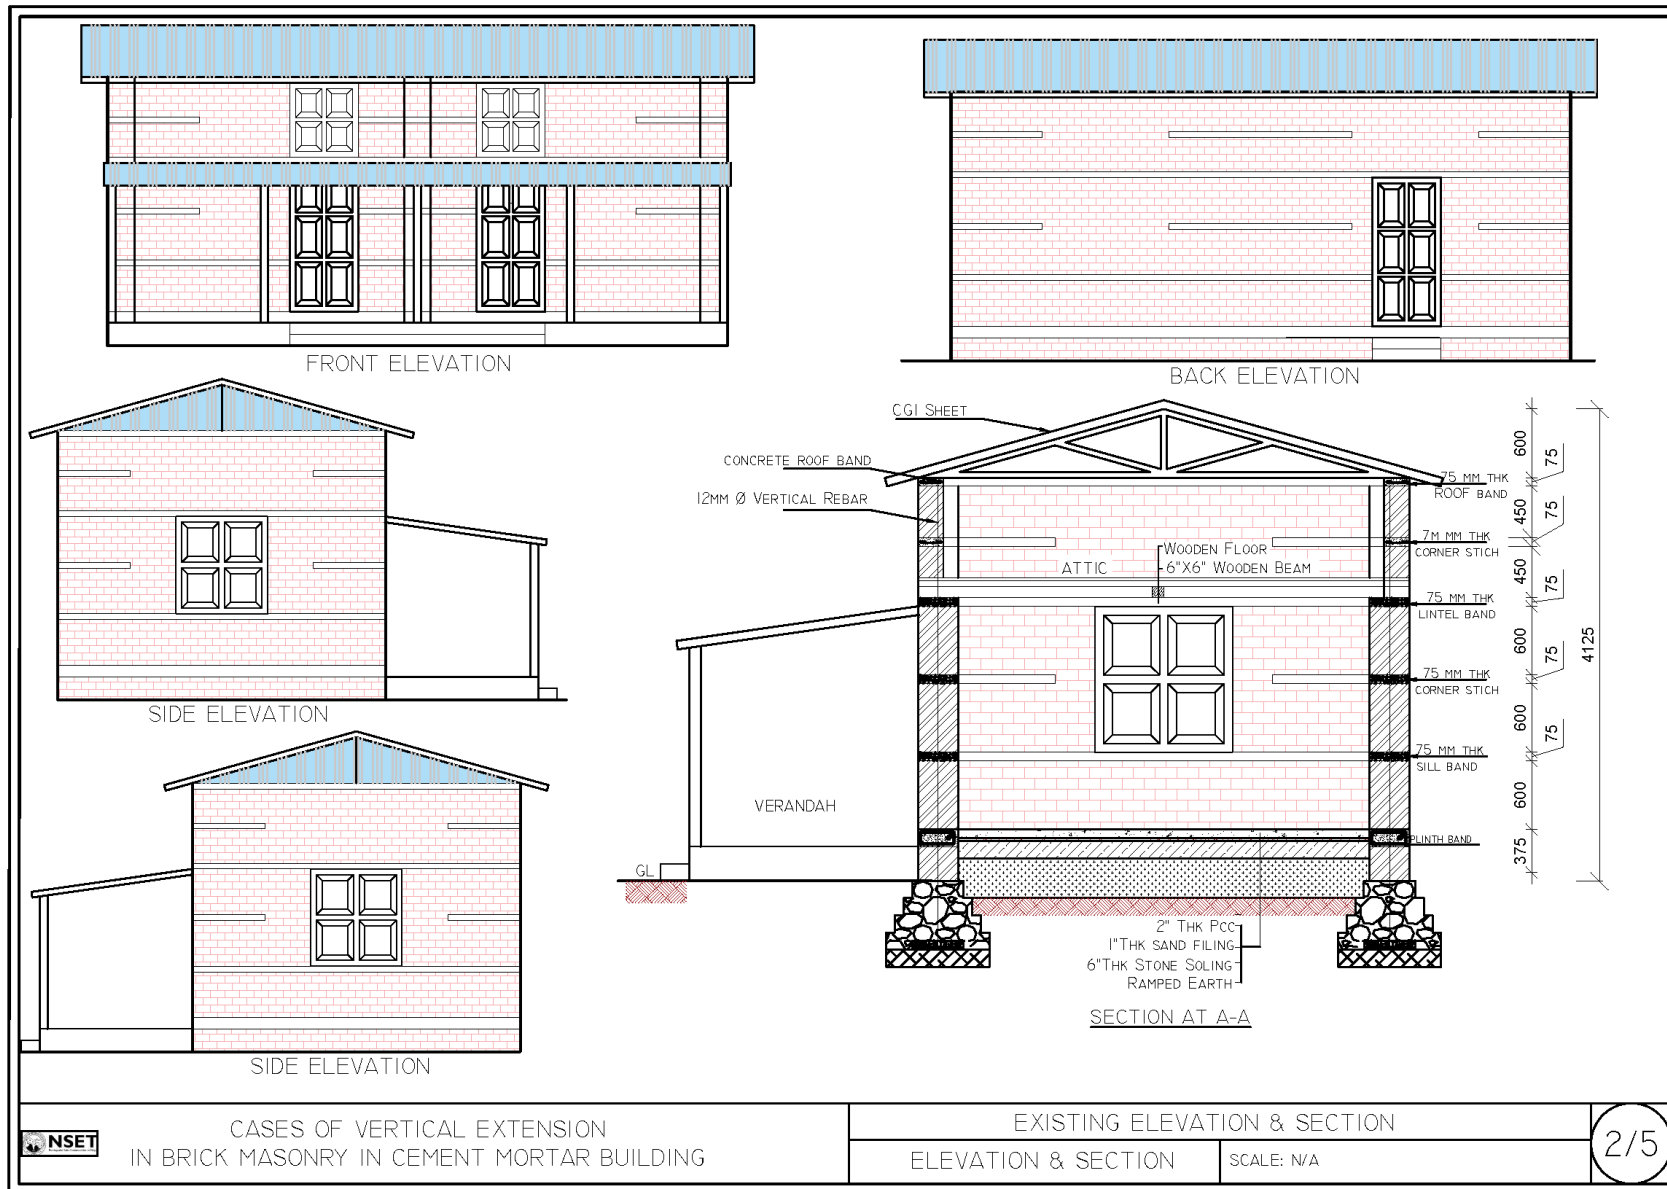 FRONT ELEVATION
BACK ELEVATION
SIDE ELEVATION
SIDE ELEVATION
CGI SHEET
CONCRETE ROOF BAND
12MM Ø VERTICAL REBAR
WOODEN FLOOR
6"X6" WOODEN BEAM
ATTIC
VERANDAH
GL
75 MM THK
ROOF BAND
7M MM THK
CORNER STICH
75 MM THK
LINTEL BAND
75 MM THK
CORNER STICH
75 MM THK
SILL BAND
PLINTH BAND
600
75
450
75
450
75
600
75
600
75
600
375
4125
2" THK PCC
1"THK SAND FILING
6"THK STONE SOLING
RAMPED EARTH
SECTION AT A-A
NSET
CASES OF VERTICAL EXTENSION
IN BRICK MASONRY IN CEMENT MORTAR BUILDING
EXISTING ELEVATION & SECTION
ELEVATION & SECTION
SCALE: N/A
2/5